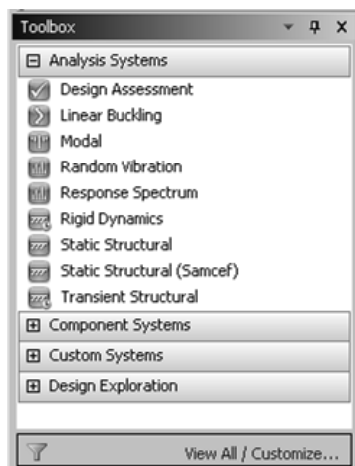 Toolbox
Analysis Systems
Design Assessment
Linear Buckling
Modal
Random Vibration
Response Spectrum
Rigid Dynamics
Static Structural
Static Structural (Samcef)
Transient Structural
Component Systems
Custom Systems
Design Exploration
View All / Customize...